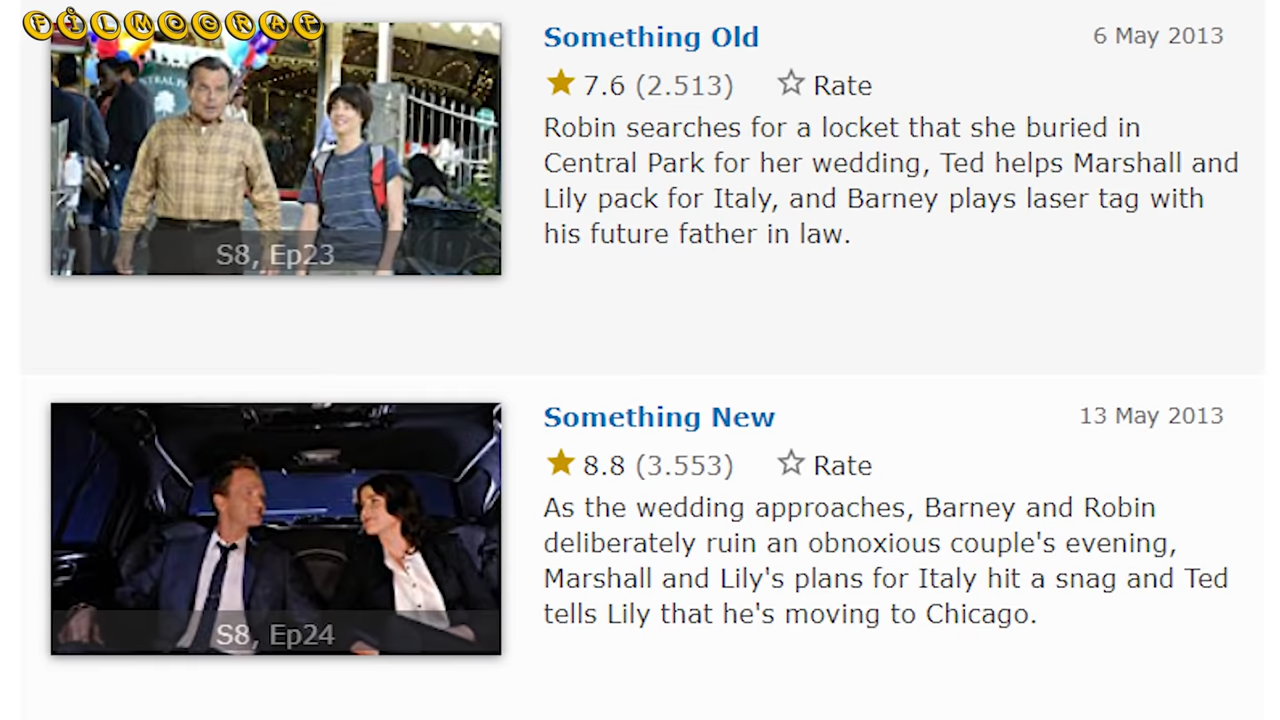 FİLMOGRAF
Something Old
6 May 2013
7.6 (2.513)
Rate
Robin searches for a locket that she buried in
Central Park for her wedding, Ted helps Marshall and
Lily pack for Italy, and Barney plays laser tag with
his future father in law.
S8, Ep23
Something New
13 May 2013
8.8 (3.553)
Rate
As the wedding approaches, Barney and Robin
deliberately ruin an obnoxious couple's evening,
Marshall and Lily's plans for Italy hit a snag and Ted
tells Lily that he's moving to Chicago.
S8, Ep24